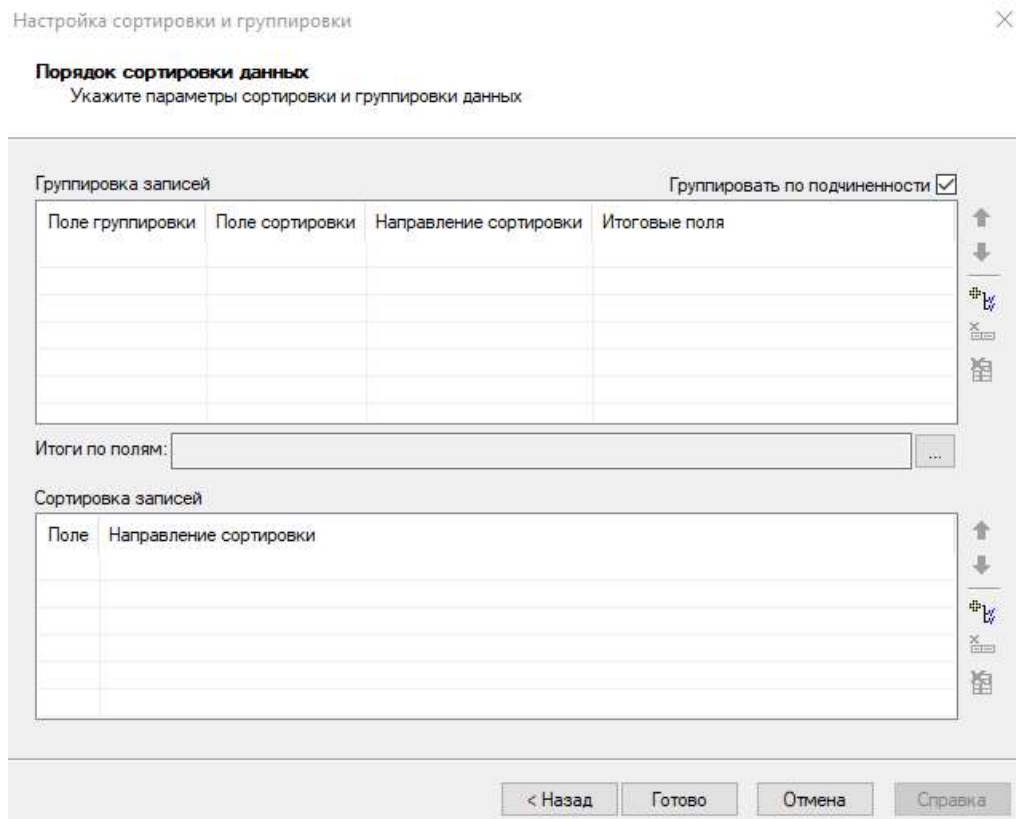 Настройка сортировки и группировки
Порядок сортировки данных
Укажите параметры сортировки и группировки данных
Группировка записей Группировать по подчиненности
Поле группировки Поле сортировки Направление сортировки Итоговые поля
Итоги по полям: ...
Сортировка записей
Поле Направление сортировки
< Назад Готово Отмена Справка